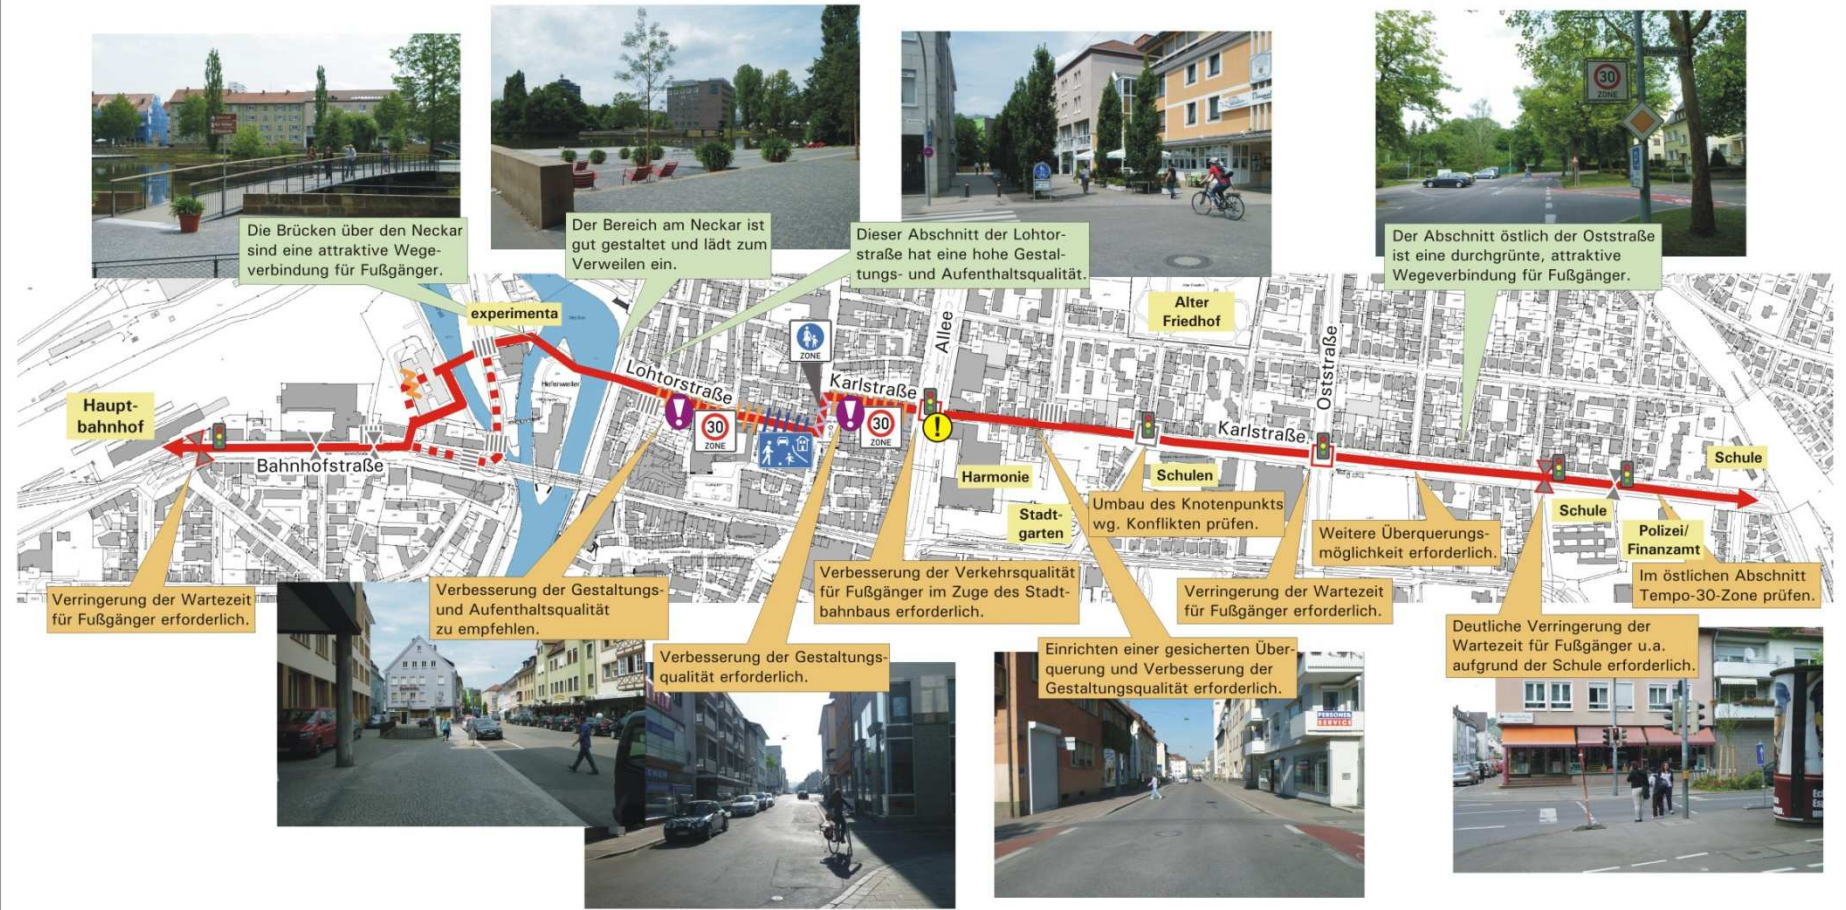 30
ZONE
Die Brücken über den Neckar
sind eine attraktive Wege-
verbindung für Fußgänger.
Der Bereich am Neckar ist
gut gestaltet und lädt zum
Verweilen ein.
Dieser Abschnitt der Lohtor-
straße hat eine hohe Gestal-
tungs- und Aufenthaltsqualität.
Der Abschnitt östlich der Oststraße
ist eine durchgrünte, attraktive
Wegeverbindung für Fußgänger.
experimenta
Alter
Friedhof
Allee
ZONE
Oststraße
Lohtorstraße
Karlstraße
Haupt-
bahnhof
30
ZONE
30
ZONE
Karlstraße
Bahnhofstraße
Hefenweiler
Harmonie
Schulen
Schule
Stadt-
garten
Umbau des Knotenpunkts
wg. Konflikten prüfen.
Weitere Überquerungs-
möglichkeit erforderlich.
Schule
Polizei/
Finanzamt
Verringerung der Wartezeit
für Fußgänger erforderlich.
Verbesserung der Gestaltungs-
und Aufenthaltsqualität
zu empfehlen.
Verbesserung der Verkehrsqualität
für Fußgänger im Zuge des Stadt-
bahnbaus erforderlich.
Verringerung der Wartezeit
für Fußgänger erforderlich.
Im östlichen Abschnitt
Tempo-30-Zone prüfen.
Verbesserung der Gestaltungs-
qualität erforderlich.
Einrichten einer gesicherten Über-
querung und Verbesserung der
Gestaltungsqualität erforderlich.
Deutliche Verringerung der
Wartezeit für Fußgänger u.a.
aufgrund der Schule erforderlich.
PERSONEN
SERVICE